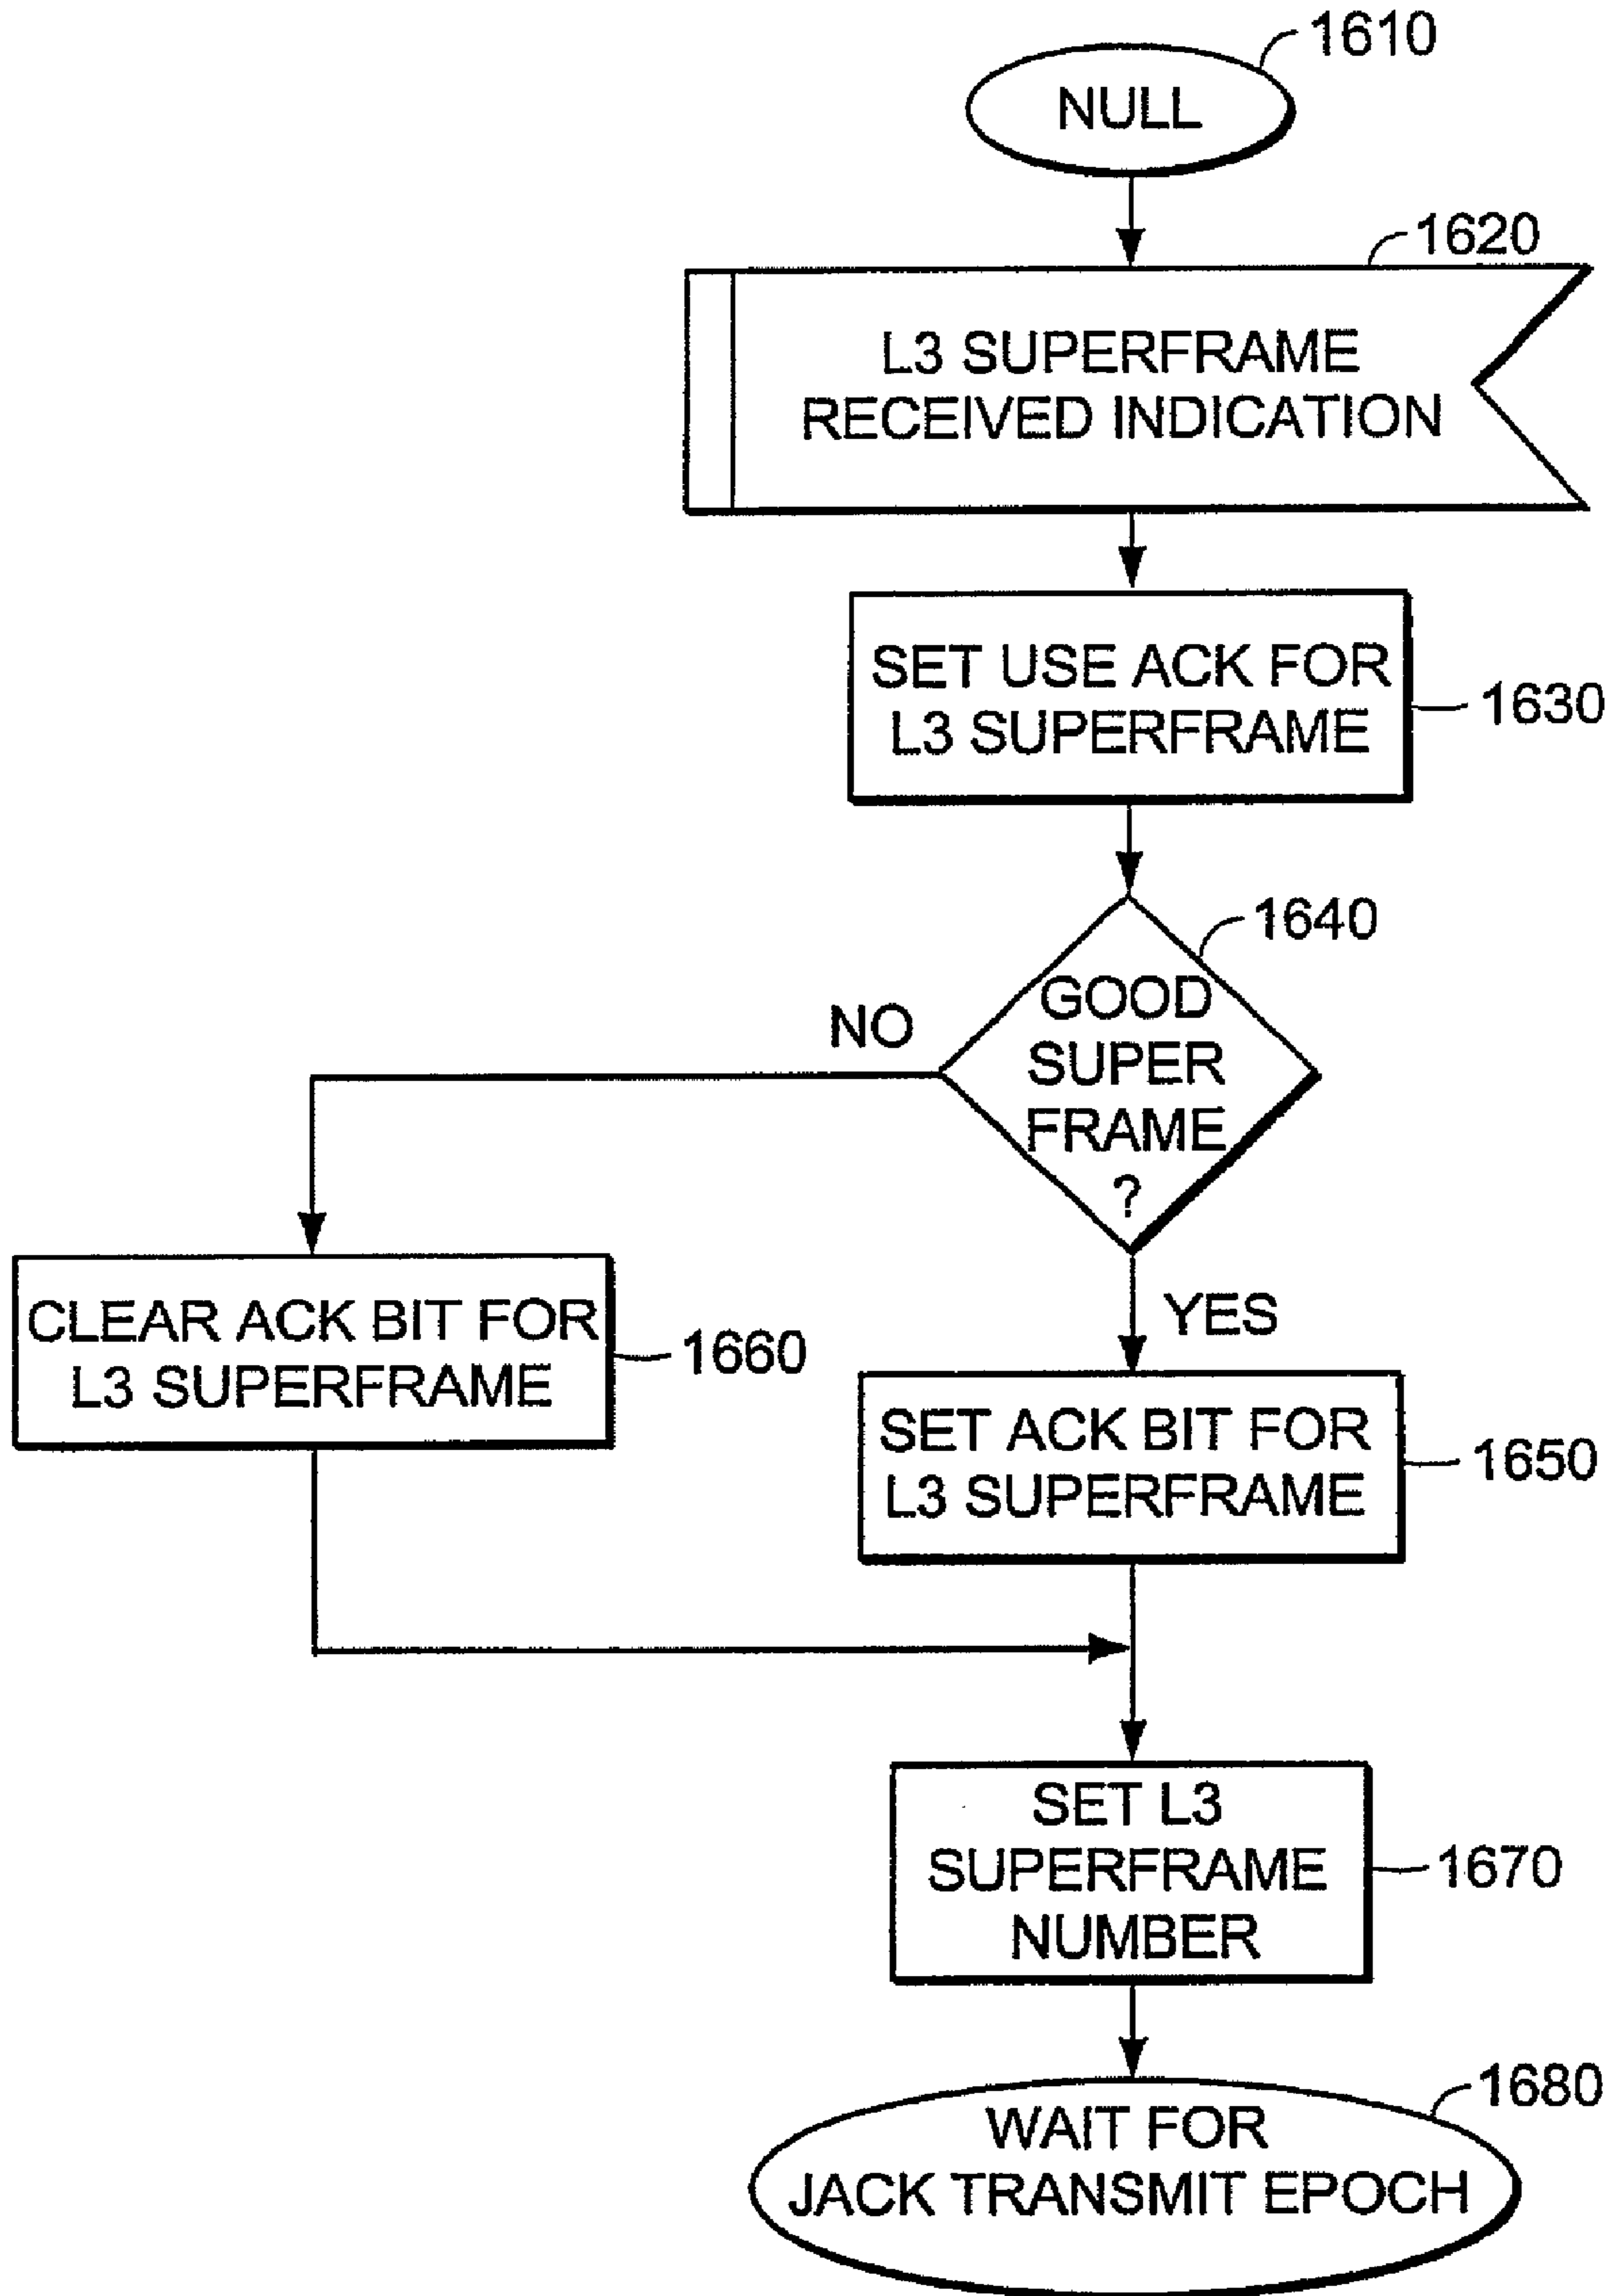 1610
NULL
1620
L3 SUPERFRAME
RECEIVED INDICATION
SET USE ACK FOR
L3 SUPERFRAME
1630
1640
GOOD
SUPER
FRAME
?
NO
YES
CLEAR ACK BIT FOR
L3 SUPERFRAME
1660
SET ACK BIT FOR
L3 SUPERFRAME
1650
SET L3
SUPERFRAME
NUMBER
1670
1680
WAIT FOR
JACK TRANSMIT EPOCH